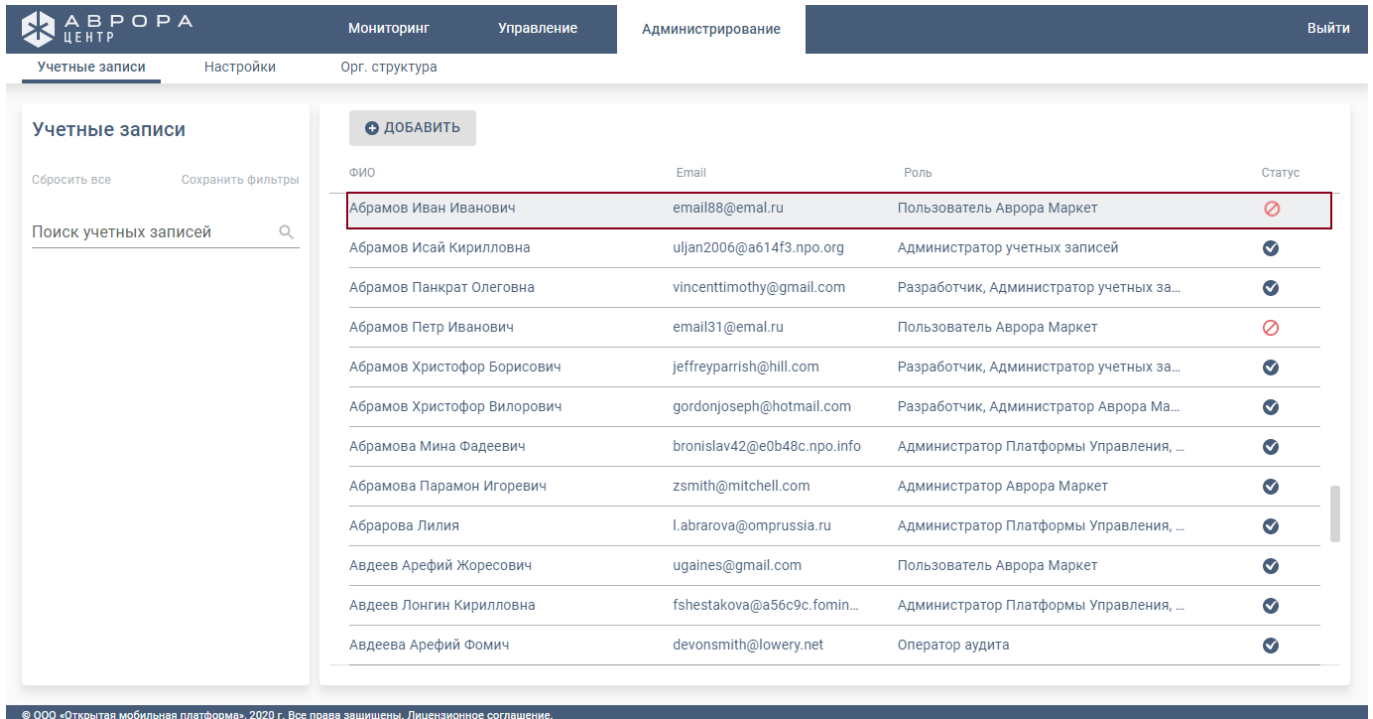 АВРОРА
ЦЕНТР
Мониторинг Управление Администрирование Выйти
Учетные записи Настройки Орг. структура
Учетные записи
Сбросить все Сохранить фильтры
Поиск учетных записей
ДОБАВИТЬ
ФИО Email Роль Статус
Абрамов Иван Иванович email88@emal.ru Пользователь Аврора Маркет
Абрамов Исай Кирилловна uljan2006@a614f3.npo.org Администратор учетных записей
Абрамов Панкрат Олеговна vincenttimothy@gmail.com Разработчик, Администратор учетных за...
Абрамов Петр Иванович email31@emal.ru Пользователь Аврора Маркет
Абрамов Христофор Борисович jeffreyparrish@hill.com Разработчик, Администратор учетных за...
Абрамов Христофор Вилорович gordonjoseph@hotmail.com Разработчик, Администратор Аврора Ма...
Абрамова Мина Фадеевич bronislav42@e0b48c.npo.info Администратор Платформы Управления, ...
Абрамова Парамон Игоревич zsmith@mitchell.com Администратор Аврора Маркет
Абрарова Лилия l.abrarova@omprussia.ru Администратор Платформы Управления, ...
Авдеев Арефий Жоресович ugaines@gmail.com Пользователь Аврора Маркет
Авдеев Лонгин Кирилловна fshestakova@a56c9c.fomin... Администратор Платформы Управления, ...
Авдеева Арефий Фомич devonsmith@lowery.net Оператор аудита
© ООО «Открытая мобильная платформа», 2020 г. Все права защищены. Лицензионное соглашение.